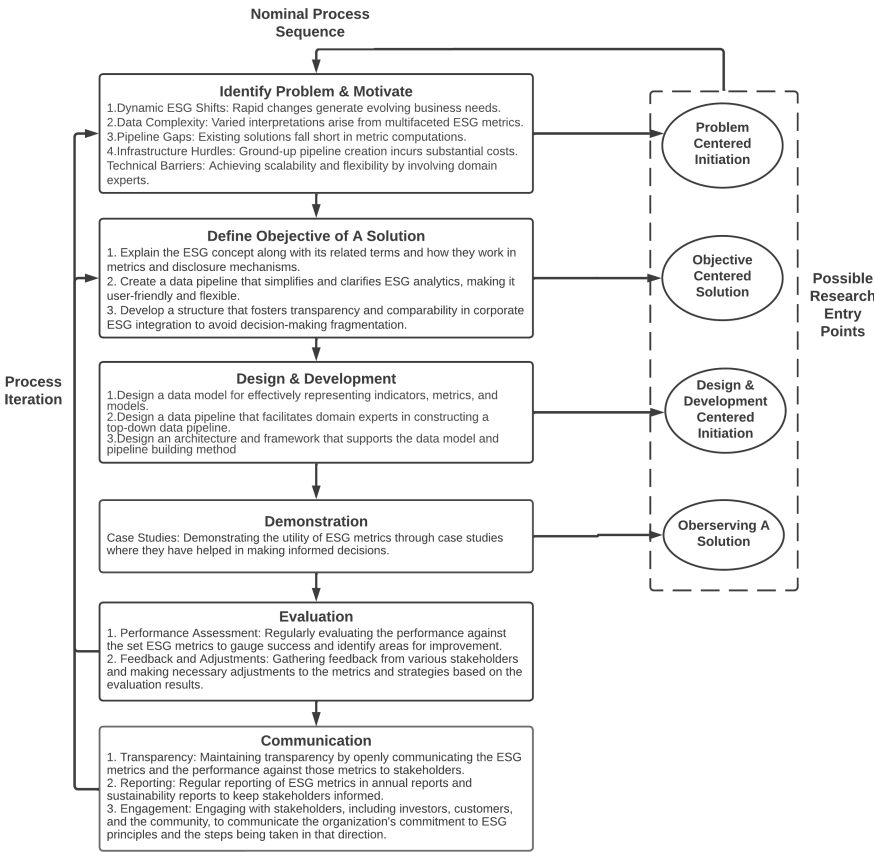 Nominal Process
Sequence
Identify Problem & Motivate
1.Dynamic ESG Shifts: Rapid changes generate evolving business needs.
2.Data Complexity: Varied interpretations arise from multifaceted ESG metrics.
3.Pipeline Gaps: Existing solutions fall short in metric computations.
4.Infrastructure Hurdles: Ground-up pipeline creation incurs substantial costs.
Technical Barriers: Achieving scalability and flexibility by involving domain
experts.
Problem
Centered
Initiation
Define Obejective of A Solution
1. Explain the ESG concept along with its related terms and how they work in
metrics and disclosure mechanisms.
2. Create a data pipeline that simplifies and clarifies ESG analytics, making it
user-friendly and flexible.
3. Develop a structure that fosters transparency and comparability in corporate
ESG integration to avoid decision-making fragmentation.
Objective
Centered
Solution
Possible
Research
Entry
Points
Process
Iteration
Design & Development
1.Design a data model for effectively representing indicators, metrics, and
models.
2.Design a data pipeline that facilitates domain experts in constructing a
top-down data pipeline.
3.Design an architecture and framework that supports the data model and
pipeline building method
Design &
Development
Centered
Initiation
Demonstration
Case Studies: Demonstrating the utility of ESG metrics through case studies
where they have helped in making informed decisions.
Oberserving A
Solution
Evaluation
1. Performance Assessment: Regularly evaluating the performance against
the set ESG metrics to gauge success and identify areas for improvement.
2. Feedback and Adjustments: Gathering feedback from various stakeholders
and making necessary adjustments to the metrics and strategies based on the
evaluation results.
Communication
1. Transparency: Maintaining transparency by openly communicating the ESG
metrics and the performance against those metrics to stakeholders.
2. Reporting: Regular reporting of ESG metrics in annual reports and
sustainability reports to keep stakeholders informed.
3. Engagement: Engaging with stakeholders, including investors, customers,
and the community, to communicate the organization's commitment to ESG
principles and the steps being taken in that direction.